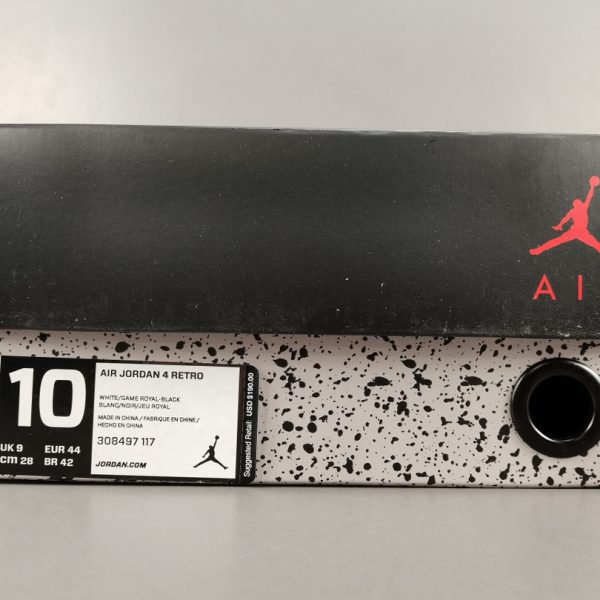 AI
10
UK 9 EUR 44
cm 28 BR 42
AIR JORDAN 4 RETRO
WHITE/GAME ROYAL-BLACK
BLANC/NOIR/JEU ROYAL
MADE IN CHINA / FABRIQUE EN CHINE /
HECHO EN CHINA
308497 117
JORDAN.COM
Suggested Retail: USD $190.00